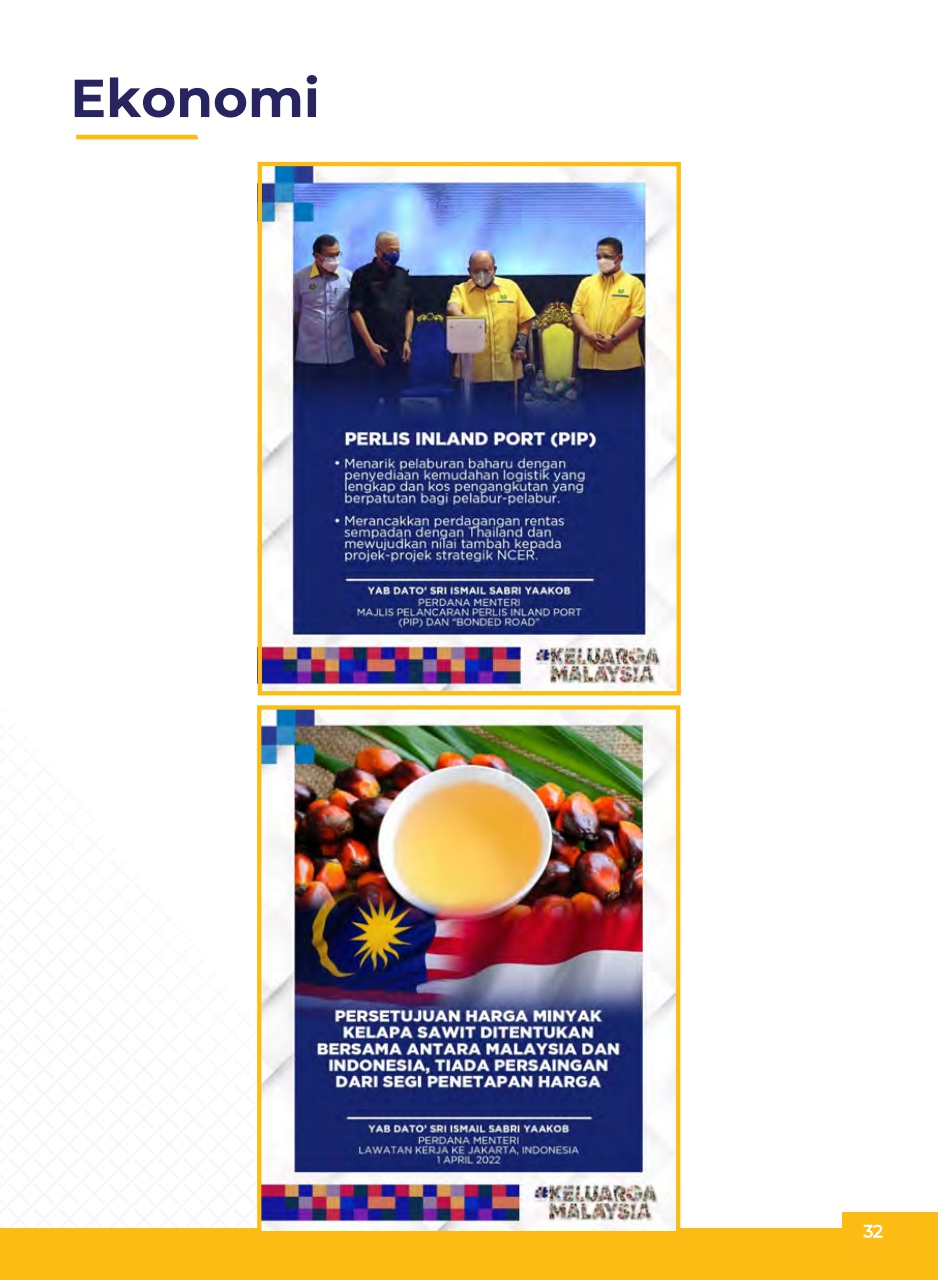 Ekonomi
PERLIS INLAND PORT (PIP)
• Menarik pelaburan baharu dengan
penyediaan kemudahan logistik yang
lengkap dan kos pengangkutan yang
berpatutan bagi pelabur-pelabur.
• Merancakkan perdagangan rentas
sempadan dengan Thailand dan
mewujudkan nilai tambah kepada
projek-projek strategik NCER.
YAB DATO' SRI ISMAIL SABRI YAAKOB
PERDANA MENTERI
MAJLIS PELANCARAN PERLIS INLAND PORT
(PIP) DAN "BONDED ROAD"
#KELUARGA
MALAYSIA
PERSETUJUAN HARGA MINYAK
KELAPA SAWIT DITENTUKAN
BERSAMA ANTARA MALAYSIA DAN
INDONESIA, TIADA PERSAINGAN
DARI SEGI PENETAPAN HARGA
YAB DATO' SRI ISMAIL SABRI YAAKOB
PERDANA MENTERI
LAWATAN KERJA KE JAKARTA, INDONESIA
1 APRIL 2022
#KELUARGA
MALAYSIA
32